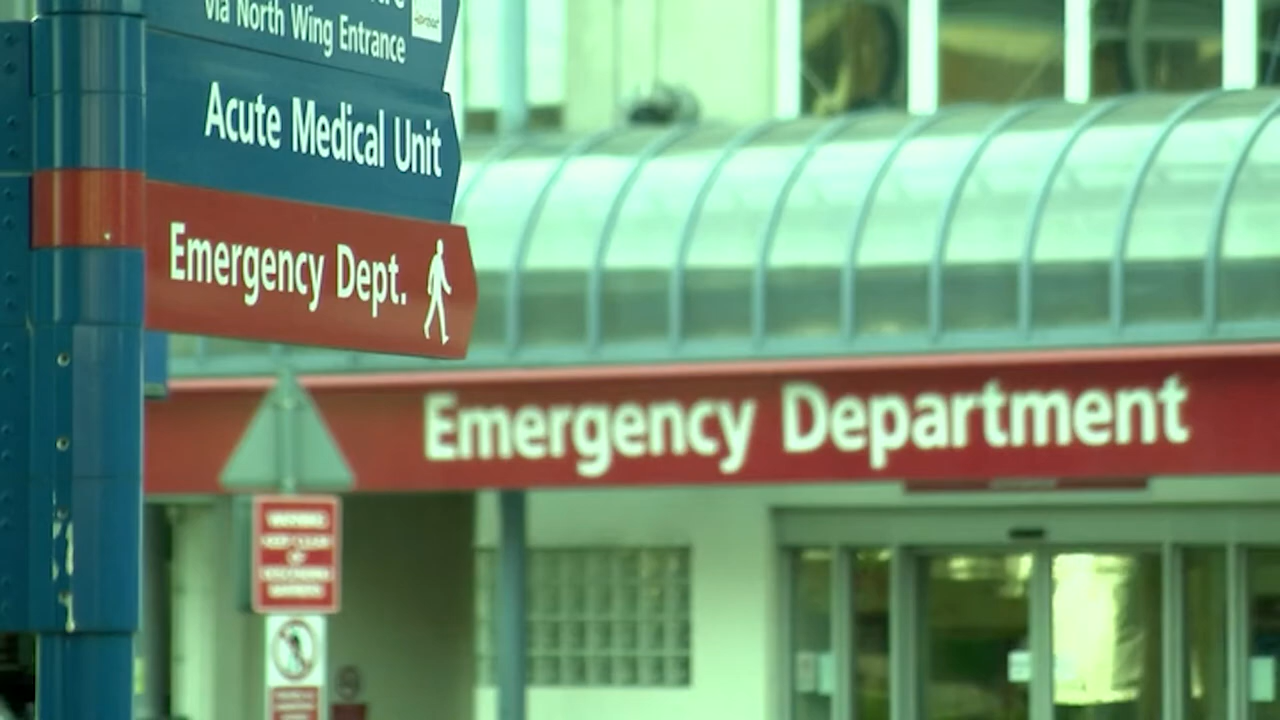 via North Wing Entrance
Acute Medical Unit
Emergency Dept.
Emergency Department